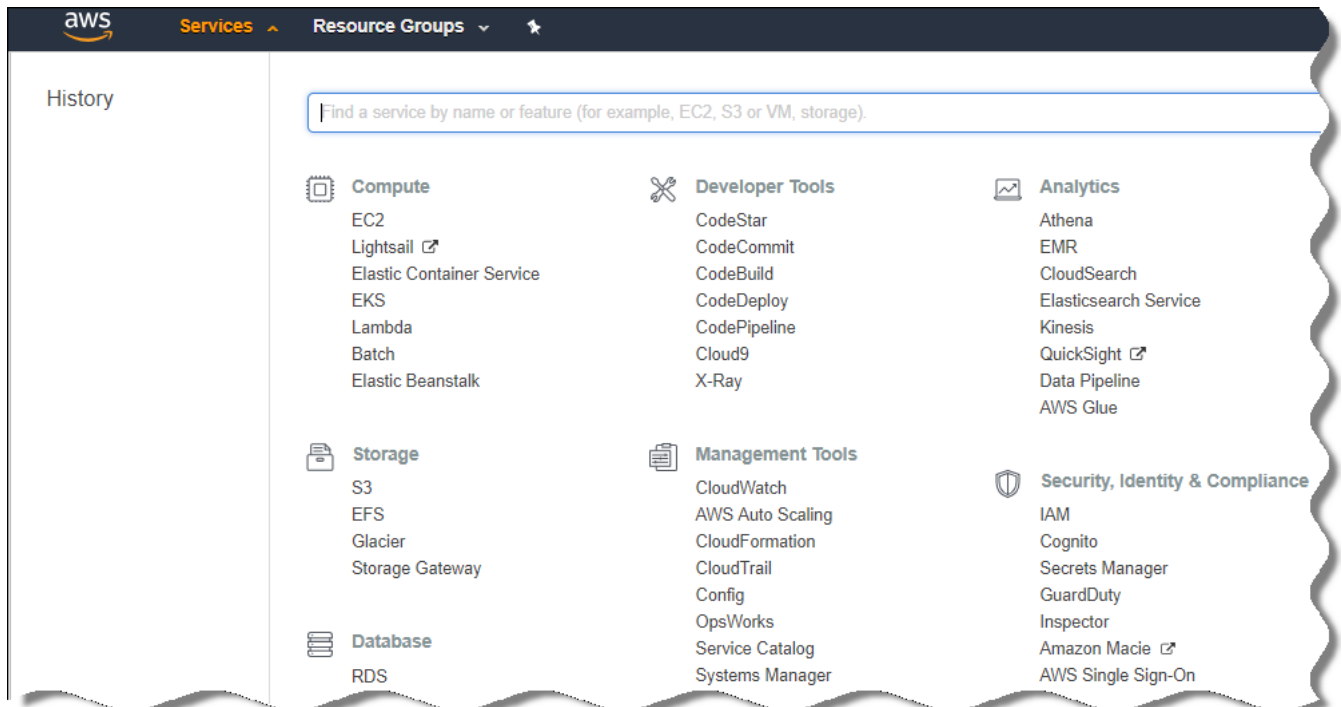 aws Services Resource Groups
History
Find a service by name or feature (for example, EC2, S3 or VM, storage).
Compute
EC2
Lightsail
Elastic Container Service
EKS
Lambda
Batch
Elastic Beanstalk
Storage
S3
EFS
Glacier
Storage Gateway
Database
RDS
Developer Tools
CodeStar
CodeCommit
CodeBuild
CodeDeploy
CodePipeline
Cloud9
X-Ray
Management Tools
CloudWatch
AWS Auto Scaling
CloudFormation
CloudTrail
Config
OpsWorks
Service Catalog
Systems Manager
Analytics
Athena
EMR
CloudSearch
Elasticsearch Service
Kinesis
QuickSight
Data Pipeline
AWS Glue
Security, Identity & Compliance
IAM
Cognito
Secrets Manager
GuardDuty
Inspector
Amazon Macie
AWS Single Sign-On